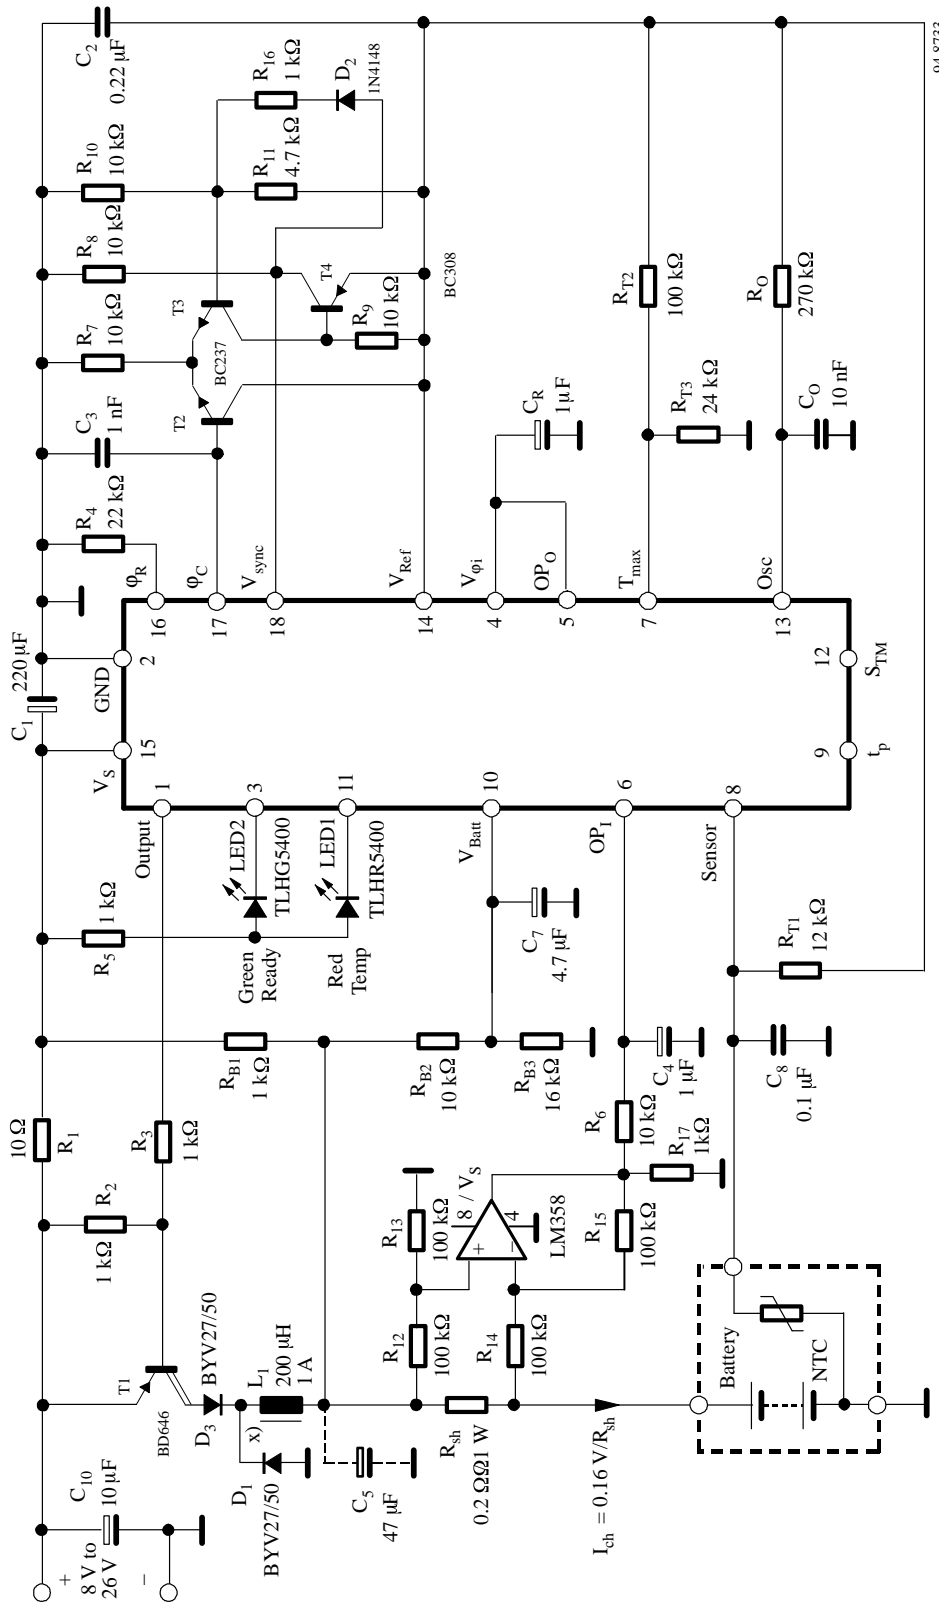 +
8 V to
26 V
−
C10
10 µF
T1
BD646
D3
BYV27/50
D1
BYV27/50
x)
L1
200 µH
1 A
C5
47 µF
R2
1 kΩ
R1
10 Ω
R3
1 kΩ
RB1
1 kΩ
R5
1 kΩ
Green
Ready
Red
Temp
LED2
TLHG5400
LED1
TLHR5400
RB2
10 kΩ
RB3
16 kΩ
C7
4.7 µF
R12
100 kΩ
R13
100 kΩ
8 / VS
+
−
4
LM358
R14
100 kΩ
R15
100 kΩ
R6
10 kΩ
R17
1kΩ
C4
1 µF
Rsh
0.2 ΩΩ1 W
Ich = 0.16 V/Rsh
Battery
NTC
C8
0.1 µF
RT1
12 kΩ
C1
220 µF
VS
15
GND
2
Output
1
3
11
VBatt
10
OPI
6
Sensor
8
tp
9
STM
12
φR
16
φC
17
Vsync
18
VRef
14
Vφi
4
OPO
5
Tmax
7
Osc
13
R4
22 kΩ
C3
1 nF
R7
10 kΩ
R8
10 kΩ
R10
10 kΩ
C2
0.22 µF
T2
T3
BC237
T4
BC308
R9
10 kΩ
R11
4.7 kΩ
R16
1 kΩ
D2
1N4148
CR
1µF
RT2
100 kΩ
RT3
24 kΩ
RO
270 kΩ
CO
10 nF
94 8733